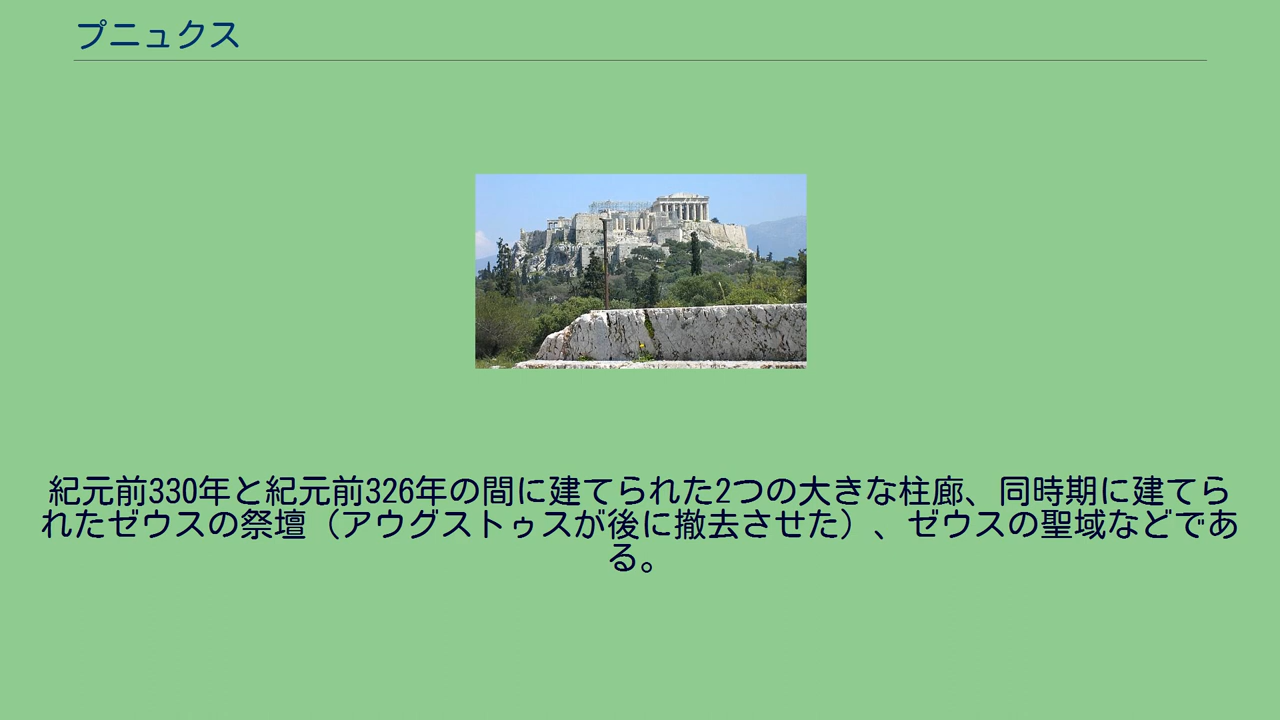 プニュクス
紀元前330年と紀元前326年の間に建てられた2つの大きな柱廊、同時期に建てら
れたゼウスの祭壇（アウグストゥスが後に撤去させた）、ゼウスの聖域などであ
る。